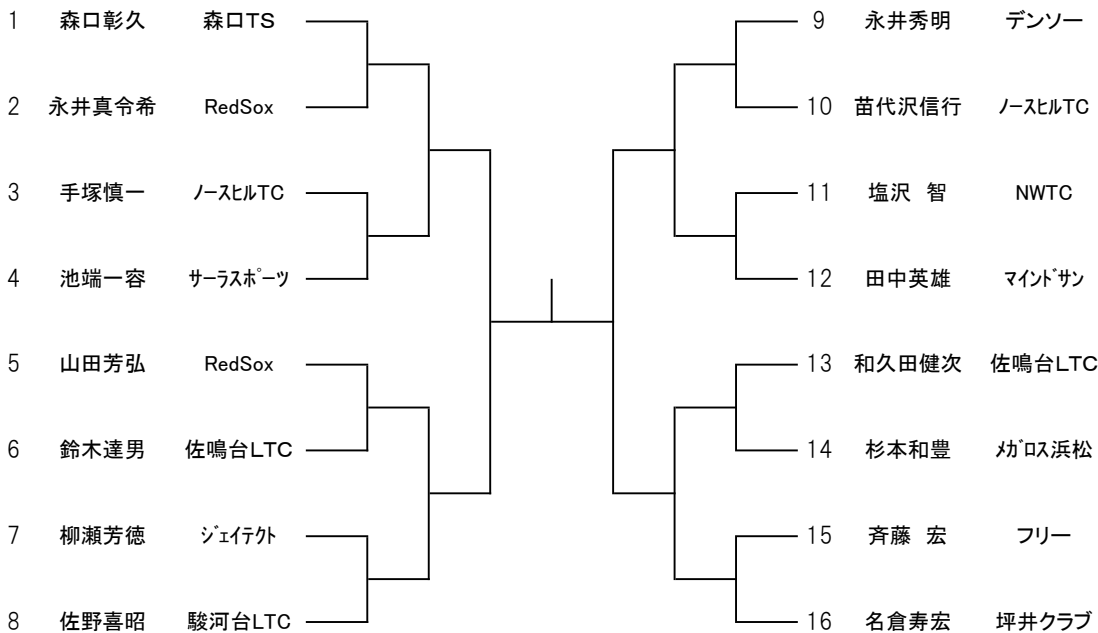 1 森口彰久 森口TS
2 永井真令希 RedSox
3 手塚慎一 ﾉｰｽﾋﾙTC
4 池端一容 ｻｰﾗｽﾎﾟｰﾂ
5 山田芳弘 RedSox
6 鈴木達男 佐鳴台LTC
7 柳瀬芳徳 ｼﾞｪｲﾃｸﾄ
8 佐野喜昭 駿河台LTC
9 永井秀明 デンソー
10 苗代沢信行 ﾉｰｽﾋﾙTC
11 塩沢 智 NWTC
12 田中英雄 ﾏｲﾝﾄﾞｻﾝ
13 和久田健次 佐鳴台LTC
14 杉本和豊 ﾒｶﾞﾛｽ浜松
15 斉藤 宏 フリー
16 名倉寿宏 坪井クラブ